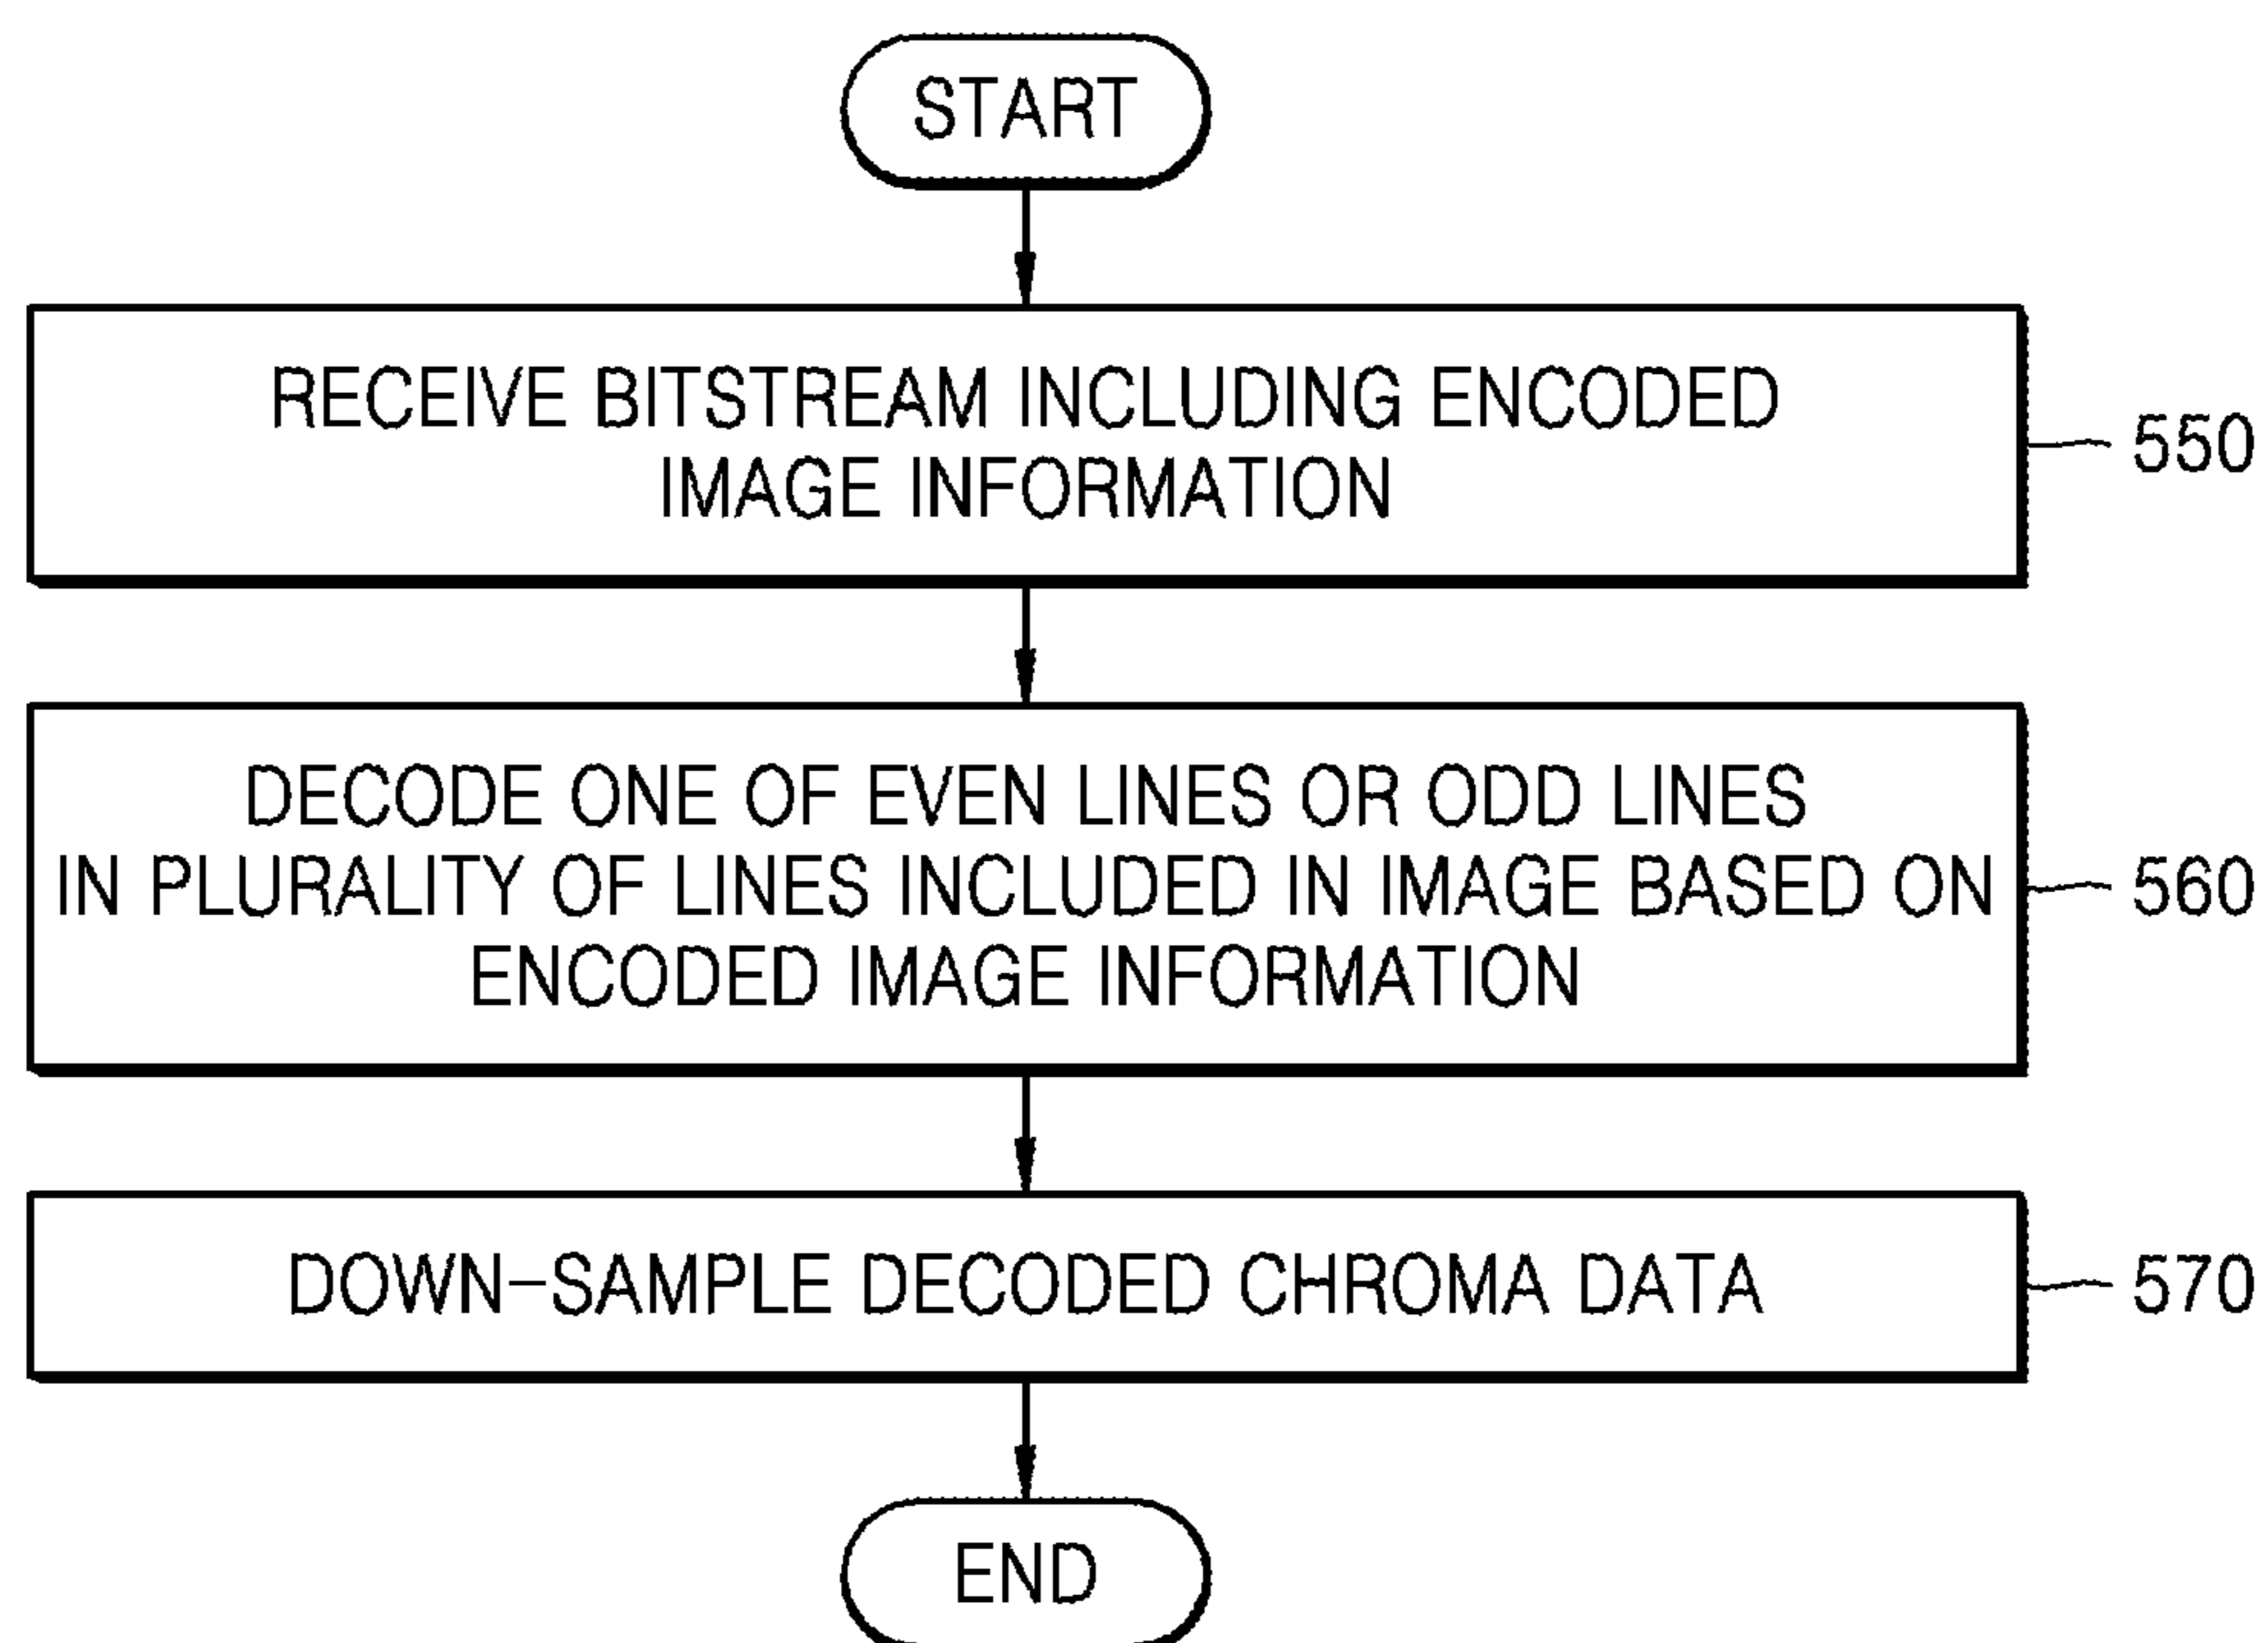 START
RECEIVE BITSTREAM INCLUDING ENCODED
IMAGE INFORMATION
550
DECODE ONE OF EVEN LINES OR ODD LINES
IN PLURALITY OF LINES INCLUDED IN IMAGE BASED ON
ENCODED IMAGE INFORMATION
560
DOWN-SAMPLE DECODED CHROMA DATA
570
END